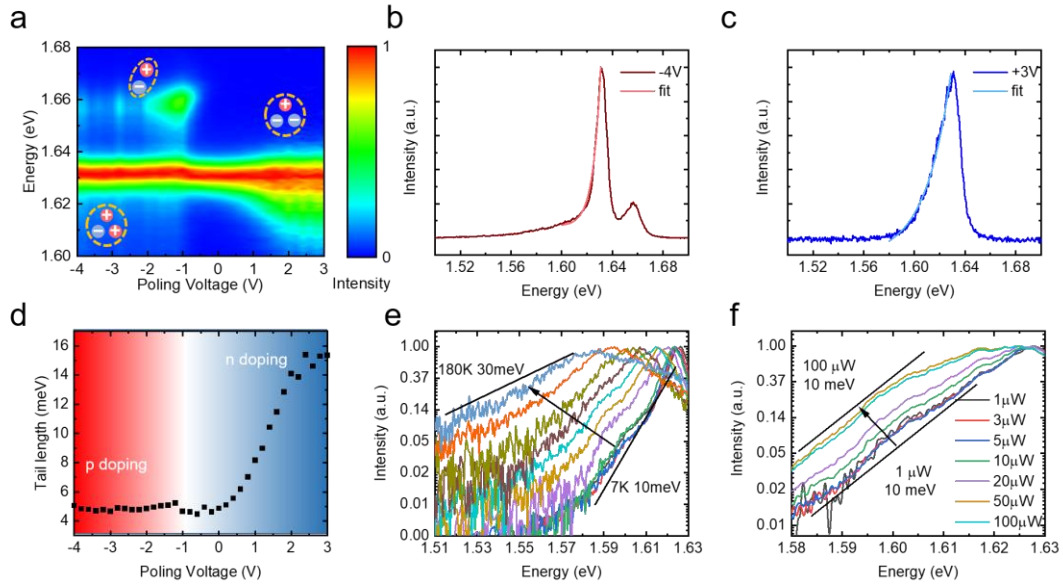 a
1.68
1.66
1.64
1.62
1.60
Energy (eV)
-4 -3 -2 -1 0 1 2 3
Poling Voltage (V)
+
−
+
− −
+
− +
1
0
Intensity
b
Intensity (a.u.)
-4V
fit
1.52 1.56 1.60 1.64 1.68
Energy (eV)
c
Intensity (a.u.)
+3V
fit
1.52 1.56 1.60 1.64 1.68
Energy (eV)
d
16
14
12
10
8
6
4
Tail length (meV)
n doping
p doping
-4 -3 -2 -1 0 1 2 3
Poling Voltage (V)
e
1.00
0.37
0.14
0.05
0.02
0.01
0.00
Intensity (a.u.)
180K 30meV
7K 10meV
1.51 1.53 1.55 1.57 1.59 1.61 1.63
Energy (eV)
f
1.00
0.37
0.14
0.05
0.02
0.01
Intensity (a.u.)
100 μW
10 meV
1 μW
10 meV
1μW
3μW
5μW
10μW
20μW
50μW
100μW
1.58 1.59 1.60 1.61 1.62 1.63
Energy (eV)